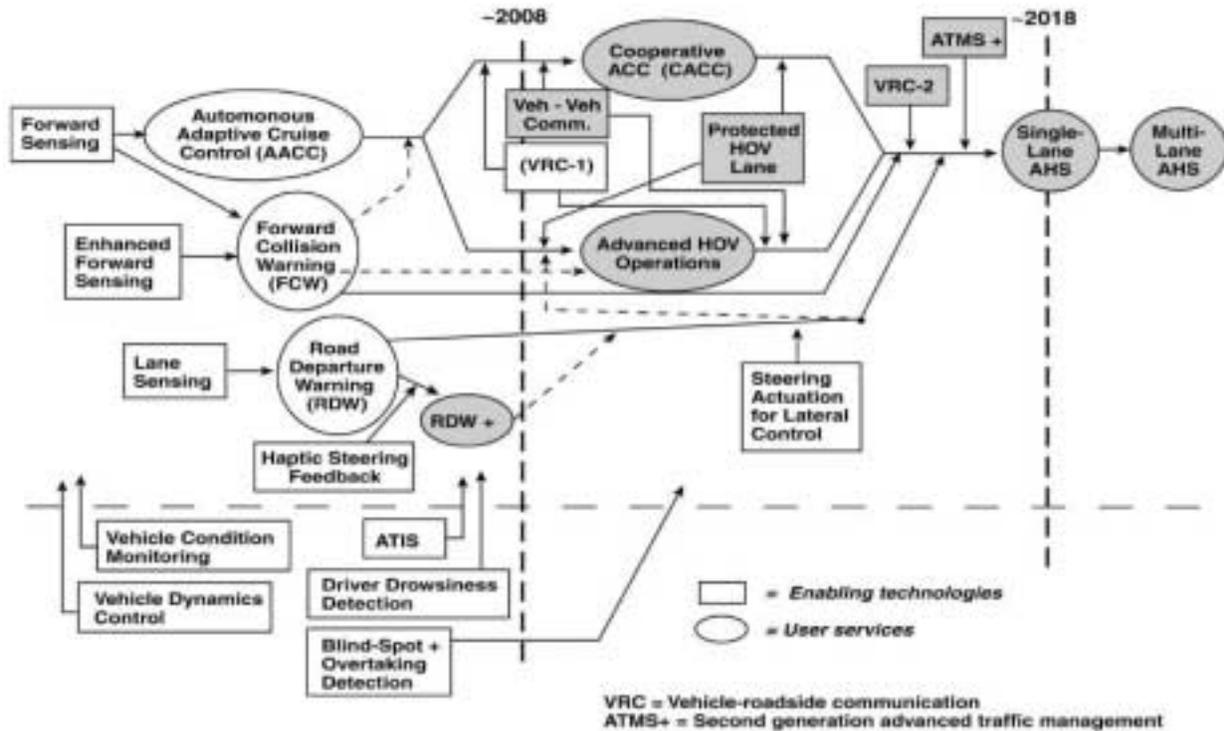 ~2008
~2018
ATMS +
Cooperative
ACC (CACC)
VRC-2
Forward
Sensing
Automonous
Adaptive Cruise
Control (AACC)
Veh - Veh
Comm.
(VRC-1)
Protected
HOV
Lane
Single-
Lane
AHS
Multi-
Lane
AHS
Enhanced
Forward
Sensing
Forward
Collision
Warning
(FCW)
Advanced HOV
Operations
Lane
Sensing
Road
Departure
Warning
(RDW)
RDW +
Steering
Actuation
for Lateral
Control
Haptic Steering
Feedback
Vehicle Condition
Monitoring
ATIS
Vehicle Dynamics
Control
Driver Drowsiness
Detection
Blind-Spot +
Overtaking
Detection
= Enabling technologies
= User services
VRC = Vehicle-roadside communication
ATMS+ = Second generation advanced traffic management